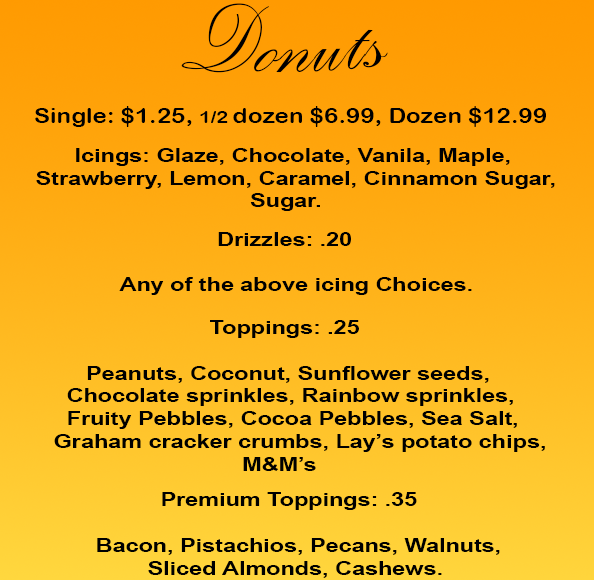 Donuts
Single: $1.25, 1/2 dozen $6.99, Dozen $12.99
Icings: Glaze, Chocolate, Vanila, Maple,
Strawberry, Lemon, Caramel, Cinnamon Sugar,
Sugar.
Drizzles: .20
Any of the above icing Choices.
Toppings: .25
Peanuts, Coconut, Sunflower seeds,
Chocolate sprinkles, Rainbow sprinkles,
Fruity Pebbles, Cocoa Pebbles, Sea Salt,
Graham cracker crumbs, Lay’s potato chips,
M&M’s
Premium Toppings: .35
Bacon, Pistachios, Pecans, Walnuts,
Sliced Almonds, Cashews.